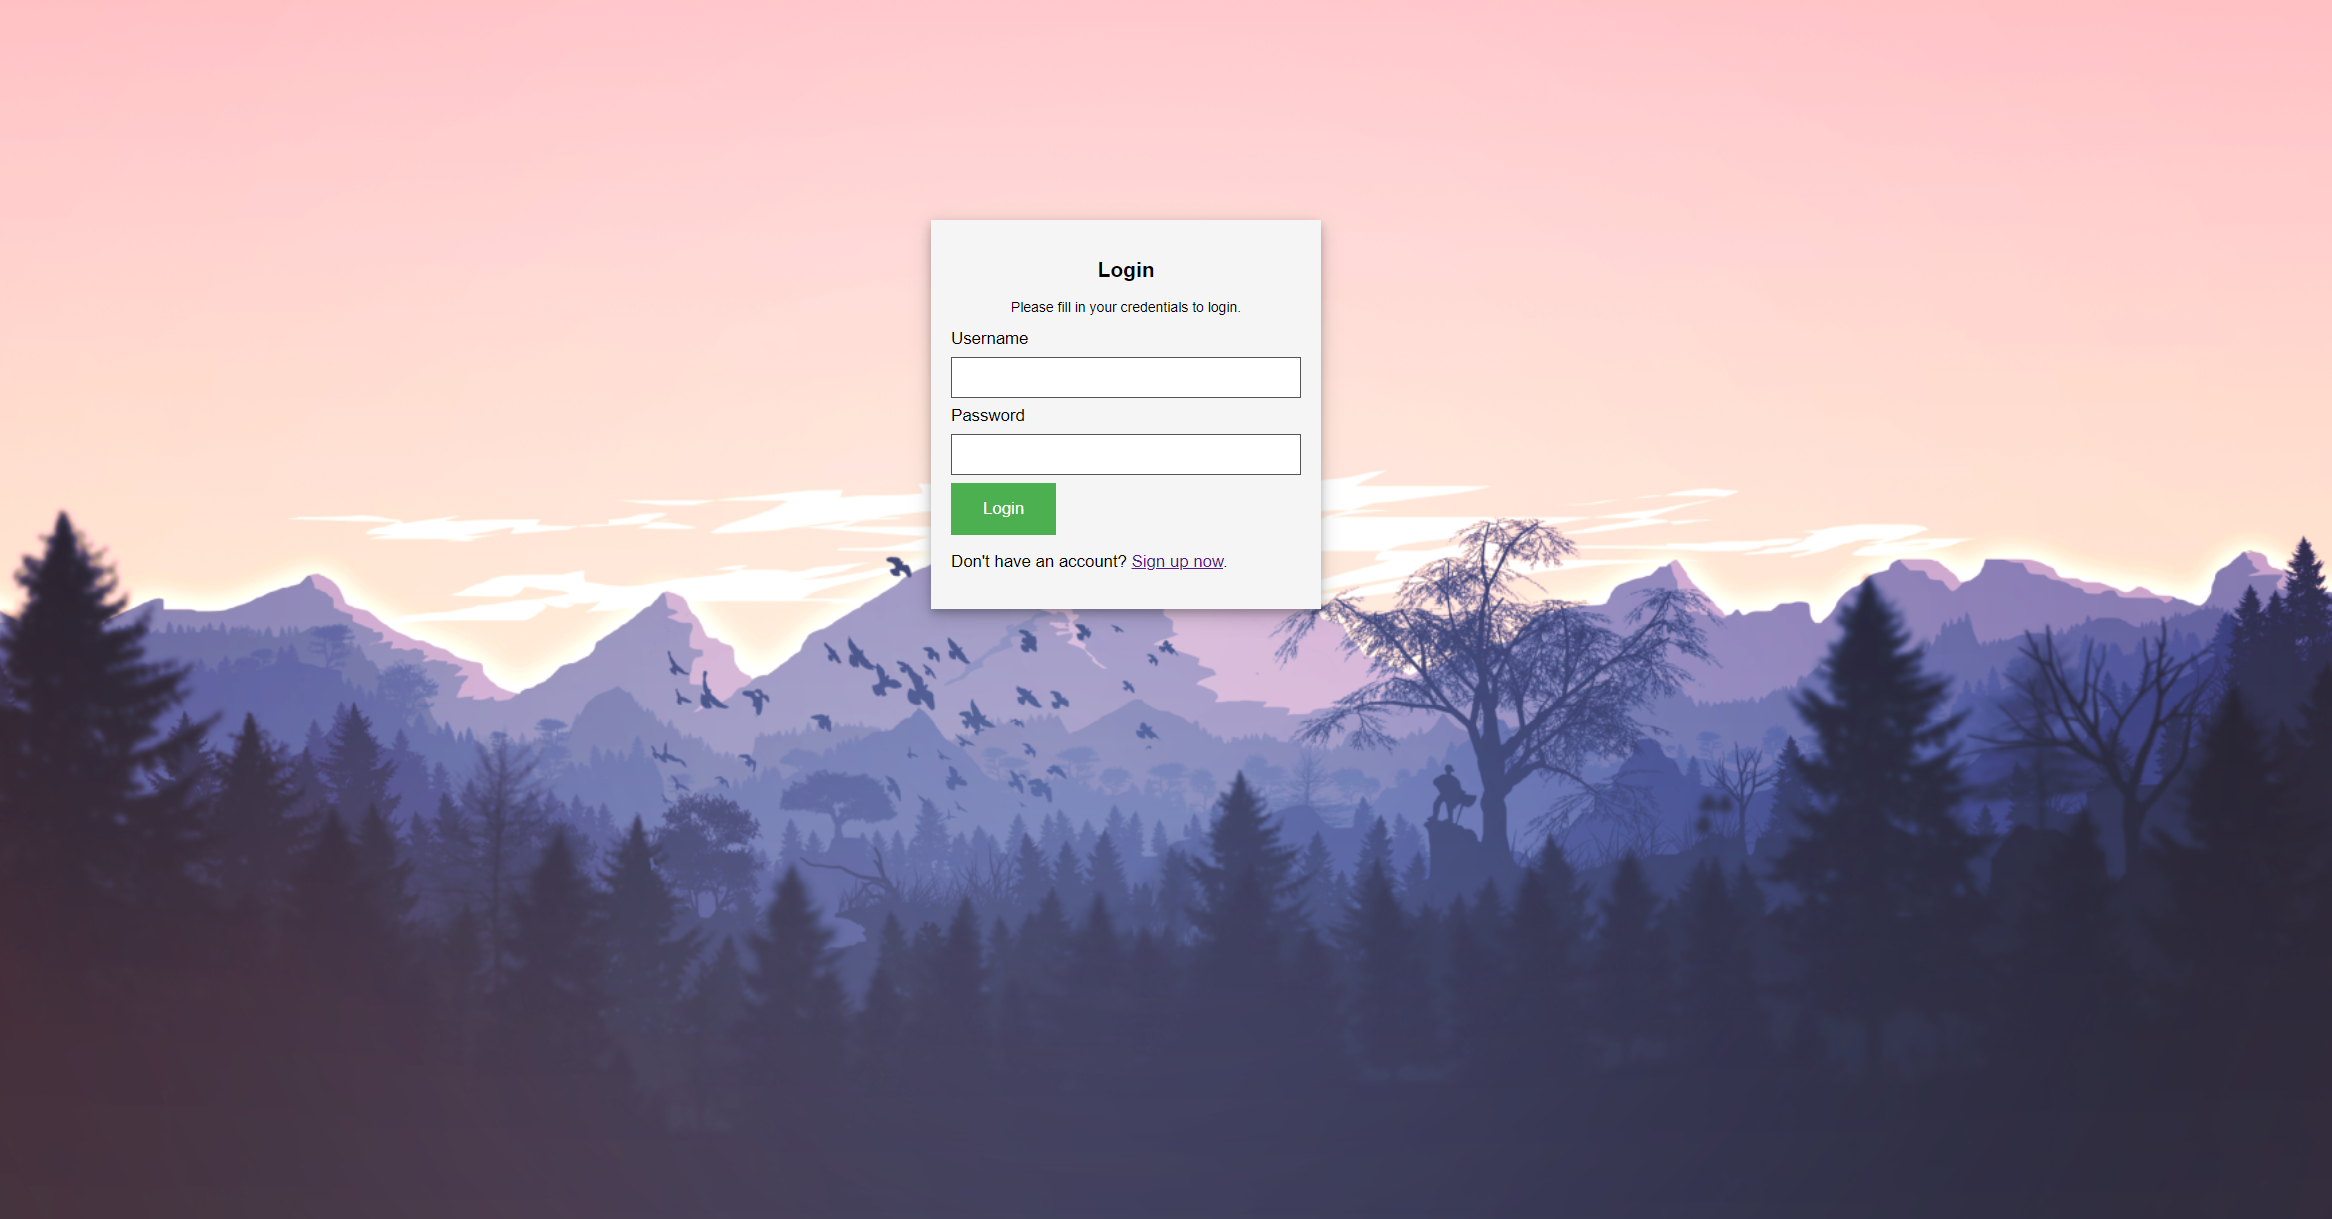 Login
Please fill in your credentials to login.
Username
Password
Login
Don't have an account? Sign up now.